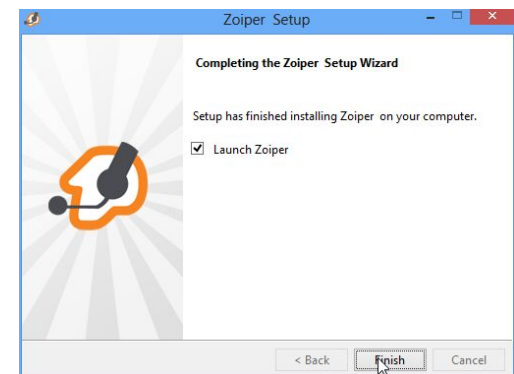 Zoiper Setup
Completing the Zoiper Setup Wizard
Setup has finished installing Zoiper on your computer.
Launch Zoiper
< Back
Finish
Cancel